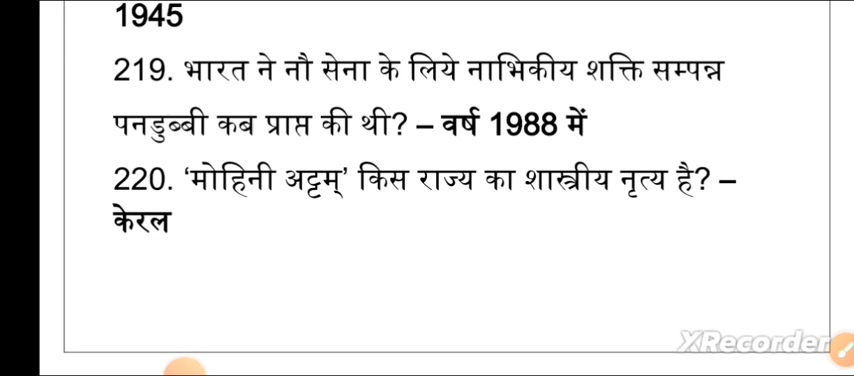 1945
219. भारत ने नौ सेना के लिये नाभिकीय शक्ति सम्पन्न
पनडुब्बी कब प्राप्त की थी? – वर्ष 1988 में
220. ‘मोहिनी अट्टम्’ किस राज्य का शास्त्रीय नृत्य है? –
केरल
XRecorder